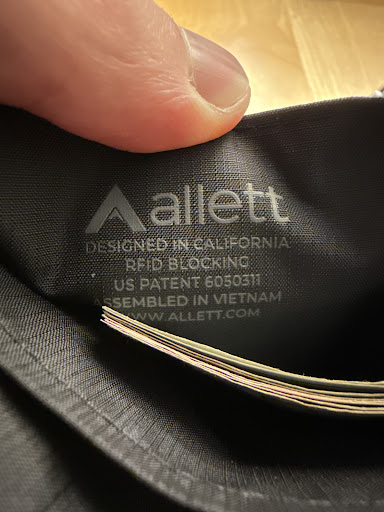 allett
DESIGNED IN CALIFORNIA
RFID BLOCKING
US PATENT 6050311
ASSEMBLED IN VIETNAM
WWW.ALLETT.COM